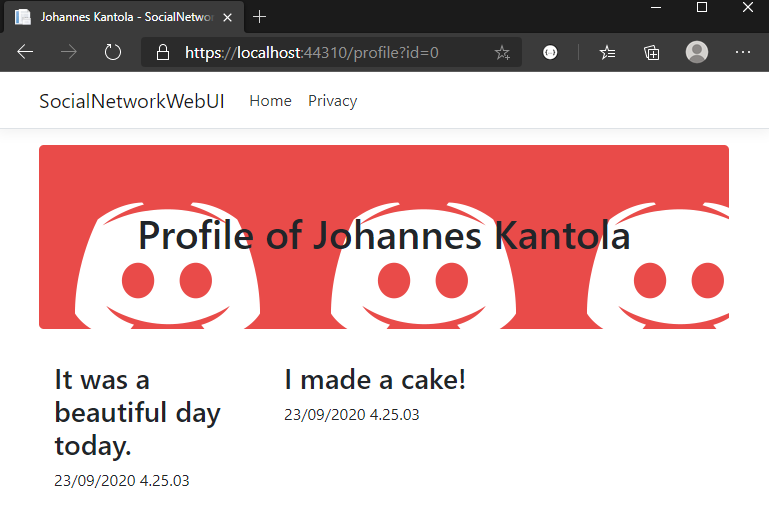 Johannes Kantola - SocialNetwor
https://localhost:44310/profile?id=0
SocialNetworkWebUI Home Privacy
Profile of Johannes Kantola
It was a
beautiful day
today.
23/09/2020 4.25.03
I made a cake!
23/09/2020 4.25.03